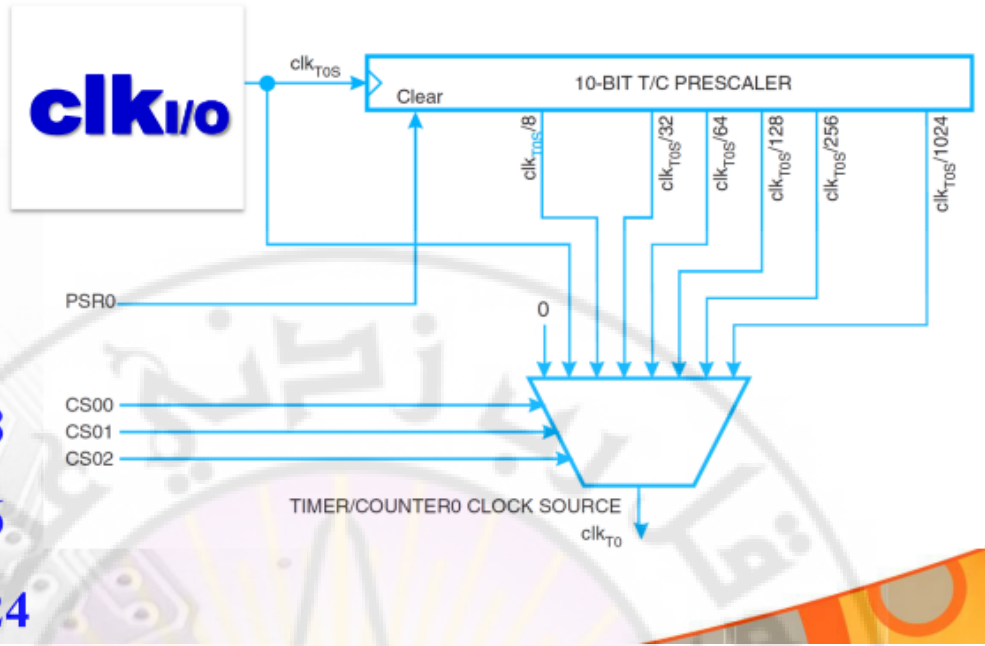 clkI/O
clkT0S
10-BIT T/C PRESCALER
Clear
clkT0S/8
clkT0S/32
clkT0S/64
clkT0S/128
clkT0S/256
clkT0S/1024
PSR0
0
CS00
CS01
CS02
TIMER/COUNTER0 CLOCK SOURCE
clkT0
24